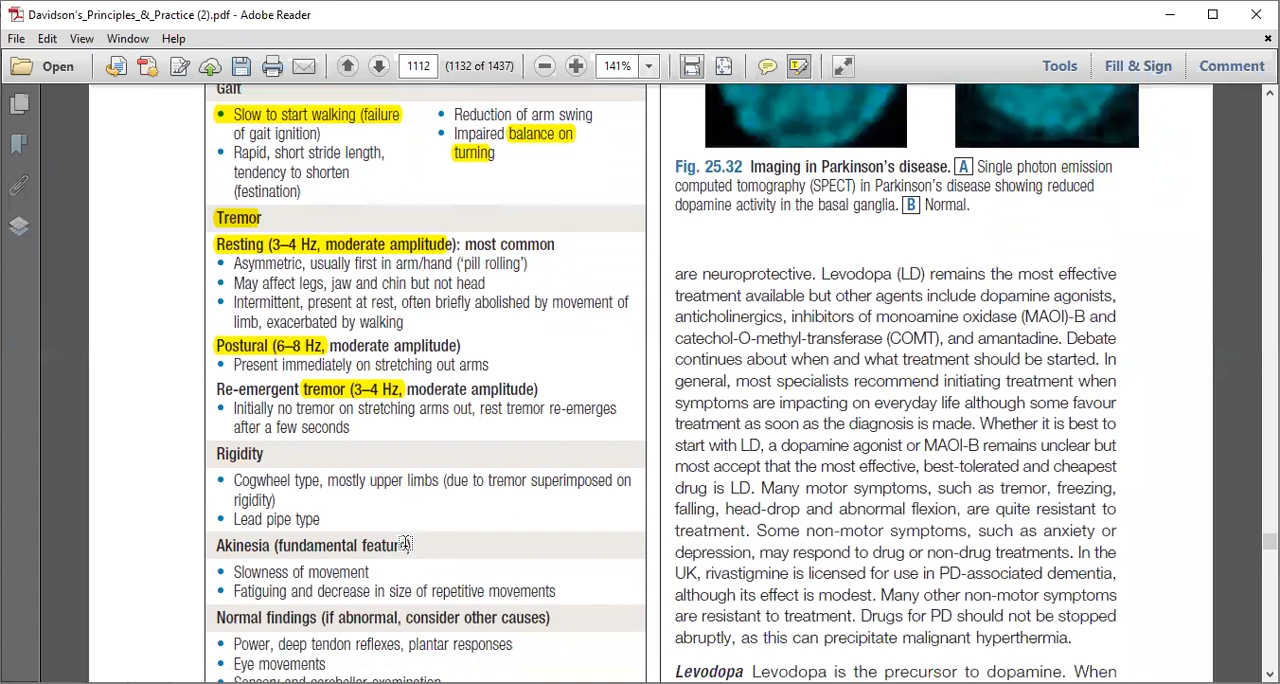 Davidson's_Principles_&_Practice (2).pdf - Adobe Reader
File Edit View Window Help
Open 1112 (1132 of 1437) 141% Tools Fill & Sign Comment
Gait
• Slow to start walking (failure
of gait ignition)
• Rapid, short stride length,
tendency to shorten
(festination)
• Reduction of arm swing
• Impaired balance on
turning
Tremor
Resting (3–4 Hz, moderate amplitude): most common
• Asymmetric, usually first in arm/hand ('pill rolling')
• May affect legs, jaw and chin but not head
• Intermittent, present at rest, often briefly abolished by movement of
limb, exacerbated by walking
Postural (6–8 Hz, moderate amplitude)
• Present immediately on stretching out arms
Re-emergent tremor (3–4 Hz, moderate amplitude)
• Initially no tremor on stretching arms out, rest tremor re-emerges
after a few seconds
Rigidity
• Cogwheel type, mostly upper limbs (due to tremor superimposed on
rigidity)
• Lead pipe type
Akinesia (fundamental feature)
• Slowness of movement
• Fatiguing and decrease in size of repetitive movements
Normal findings (if abnormal, consider other causes)
• Power, deep tendon reflexes, plantar responses
• Eye movements
• Sensory and cerebellar examination
Fig. 25.32 Imaging in Parkinson's disease. A Single photon emission
computed tomography (SPECT) in Parkinson's disease showing reduced
dopamine activity in the basal ganglia. B Normal.
are neuroprotective. Levodopa (LD) remains the most effective
treatment available but other agents include dopamine agonists,
anticholinergics, inhibitors of monoamine oxidase (MAOI)-B and
catechol-O-methyl-transferase (COMT), and amantadine. Debate
continues about when and what treatment should be started. In
general, most specialists recommend initiating treatment when
symptoms are impacting on everyday life although some favour
treatment as soon as the diagnosis is made. Whether it is best to
start with LD, a dopamine agonist or MAOI-B remains unclear but
most accept that the most effective, best-tolerated and cheapest
drug is LD. Many motor symptoms, such as tremor, freezing,
falling, head-drop and abnormal flexion, are quite resistant to
treatment. Some non-motor symptoms, such as anxiety or
depression, may respond to drug or non-drug treatments. In the
UK, rivastigmine is licensed for use in PD-associated dementia,
although its effect is modest. Many other non-motor symptoms
are resistant to treatment. Drugs for PD should not be stopped
abruptly, as this can precipitate malignant hyperthermia.
Levodopa Levodopa is the precursor to dopamine. When